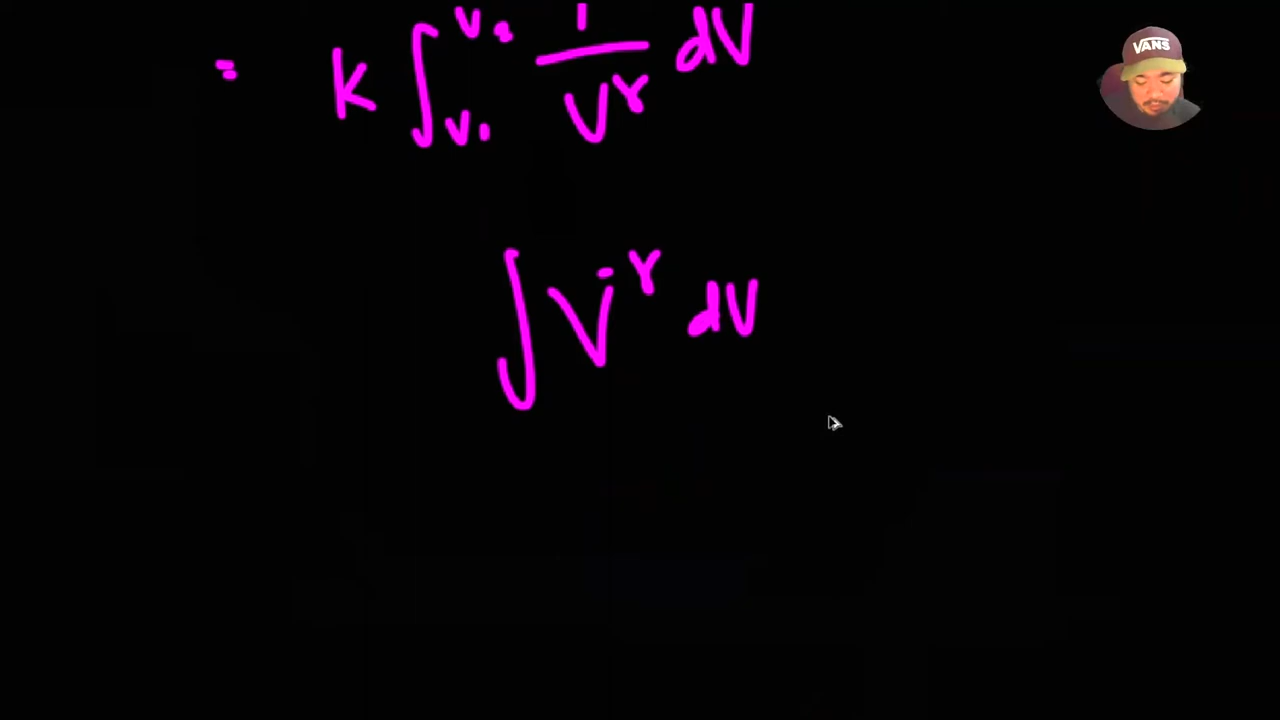 = k ∫_{V₁}^{V₂} 1/V^γ dV
VANS
∫ V^{-γ} dV